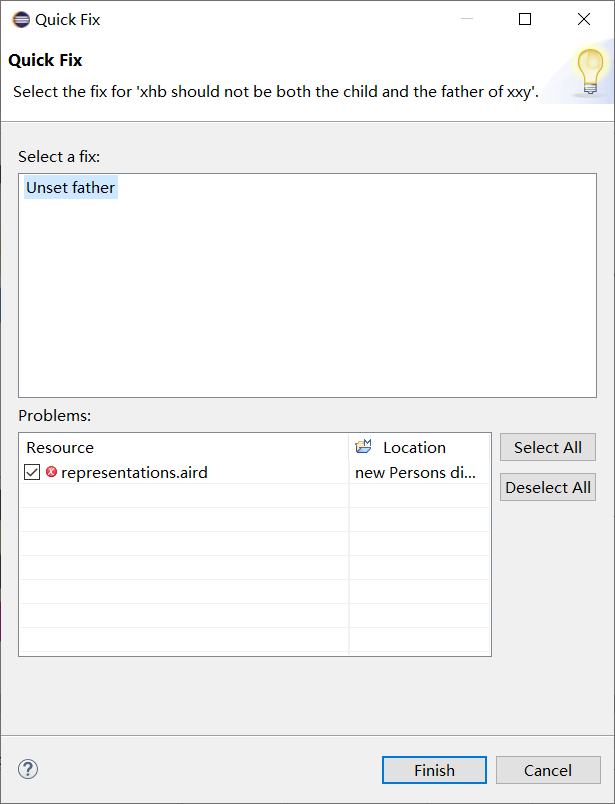 Quick Fix
Quick Fix
Select the fix for 'xhb should not be both the child and the father of xxy'.
Select a fix:
Unset father
Problems:
Resource Location
representations.aird new Persons di...
Select All
Deselect All
?
Finish Cancel